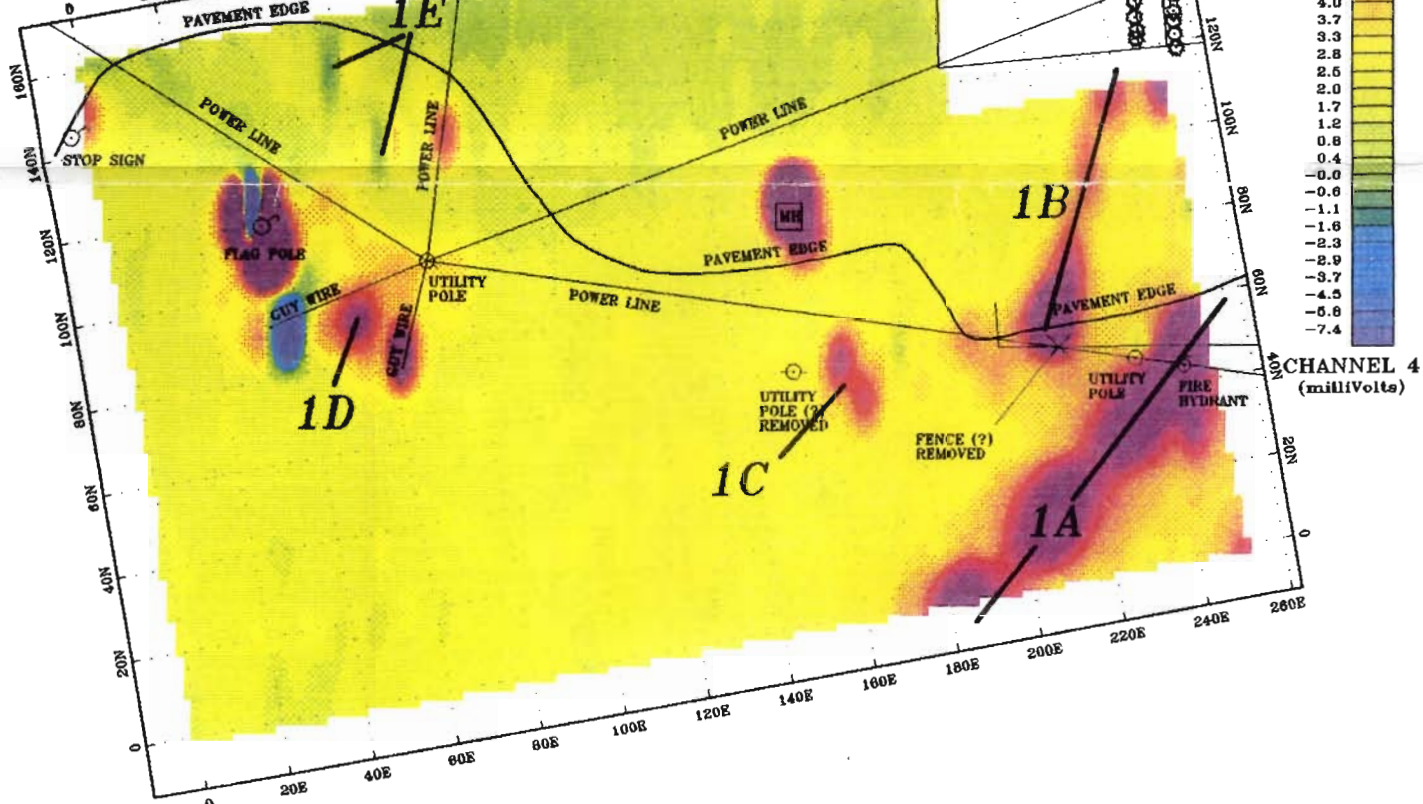 0
PAVEMENT EDGE
1E
120N
4.0
3.7
3.3
2.8
2.5
2.0
1.7
1.2
0.8
0.4
-0.0
-0.6
-1.1
-1.6
-2.3
-2.9
-3.7
-4.5
-5.8
-7.4
CHANNEL 4
(milliVolts)
160N
140N
120N
100N
80N
60N
40N
20N
0
POWER LINE
POWER LINE
POWER LINE
STOP SIGN
100N
80N
60N
40N
20N
0
1B
MH
FLAG POLE
PAVEMENT EDGE
GUY WIRE
UTILITY
POLE
POWER LINE
PAVEMENT EDGE
GUY WIRE
1D
UTILITY
POLE (?)
REMOVED
UTILITY
POLE
FIRE
HYDRANT
FENCE (?)
REMOVED
1C
1A
0
20E
40E
60E
80E
100E
120E
140E
160E
180E
200E
220E
240E
260E